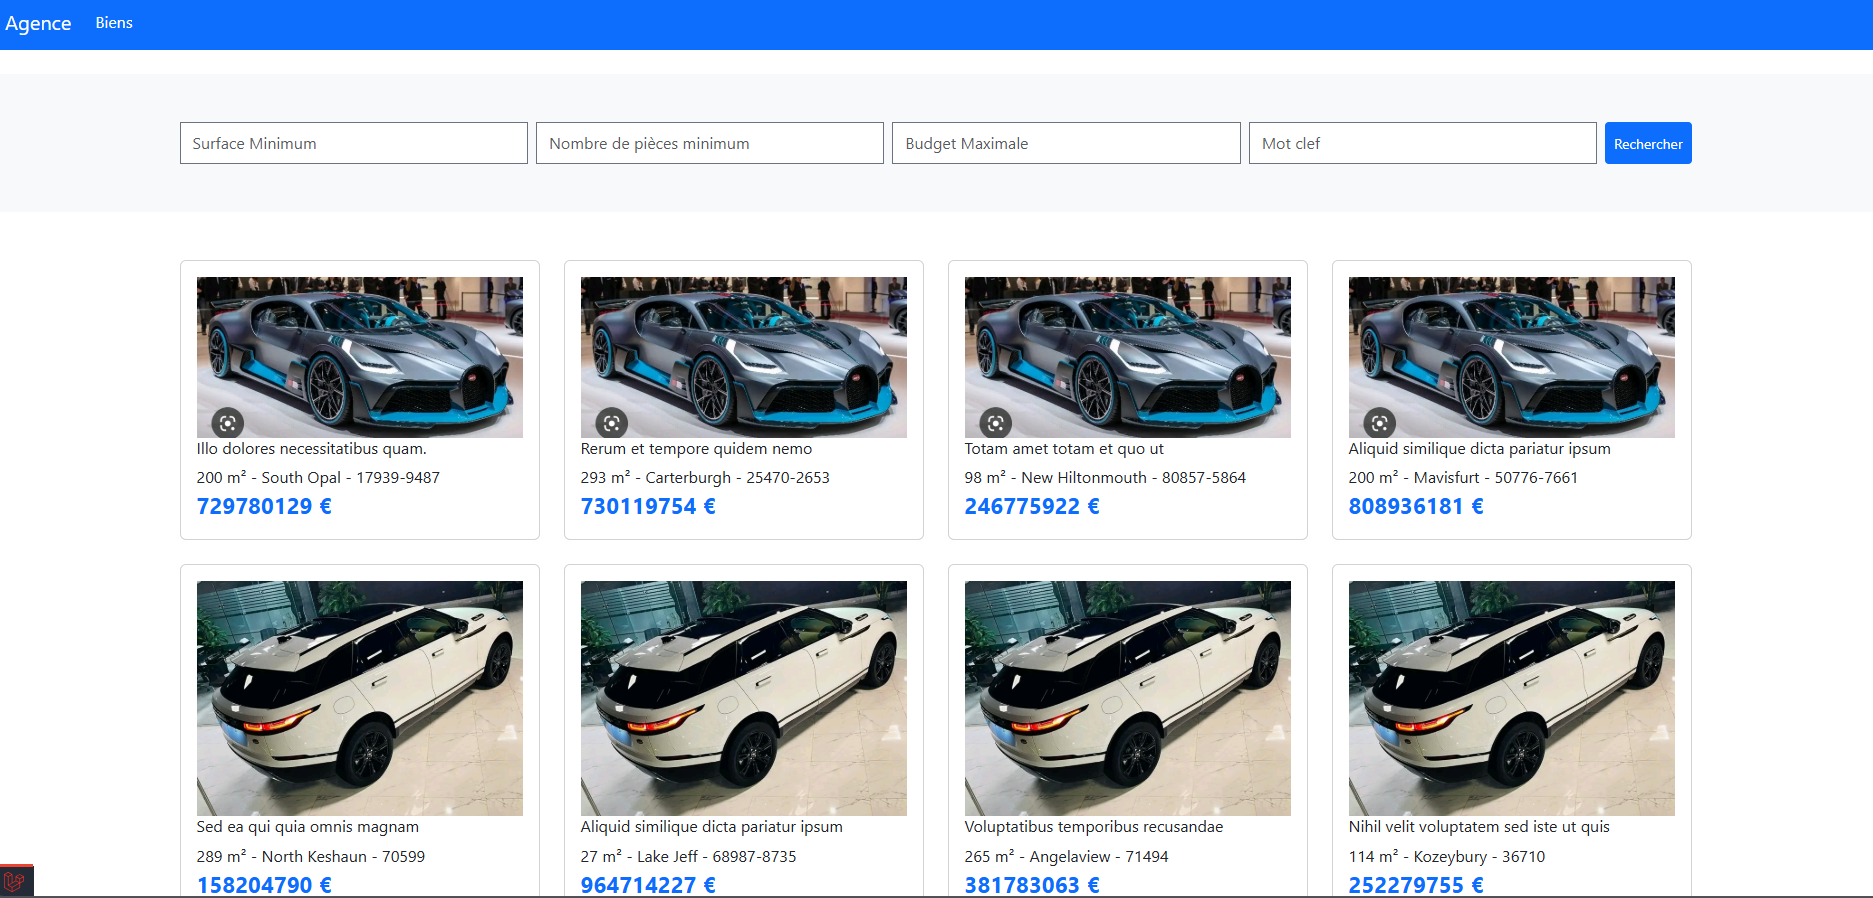 Agence Biens
Surface Minimum Nombre de pièces minimum Budget Maximale Mot clef Rechercher
Illo dolores necessitatibus quam.
200 m² - South Opal - 17939-9487
729780129 €
Rerum et tempore quidem nemo
293 m² - Carterburgh - 25470-2653
730119754 €
Totam amet totam et quo ut
98 m² - New Hiltonmouth - 80857-5864
246775922 €
Aliquid similique dicta pariatur ipsum
200 m² - Mavisfurt - 50776-7661
808936181 €
Sed ea qui quia omnis magnam
289 m² - North Keshaun - 70599
158204790 €
Aliquid similique dicta pariatur ipsum
27 m² - Lake Jeff - 68987-8735
964714227 €
Voluptatibus temporibus recusandae
265 m² - Angelaview - 71494
381783063 €
Nihil velit voluptatem sed iste ut quis
114 m² - Kozeybury - 36710
252279755 €